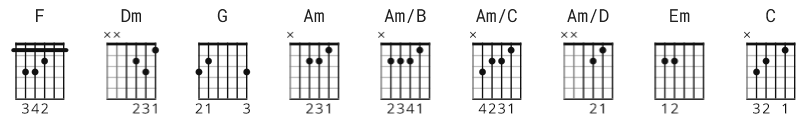 F Dm G Am Am/B Am/C Am/D Em C
×× × × × ×× ×
342 231 21 3 231 2341 4231 21 12 32 1